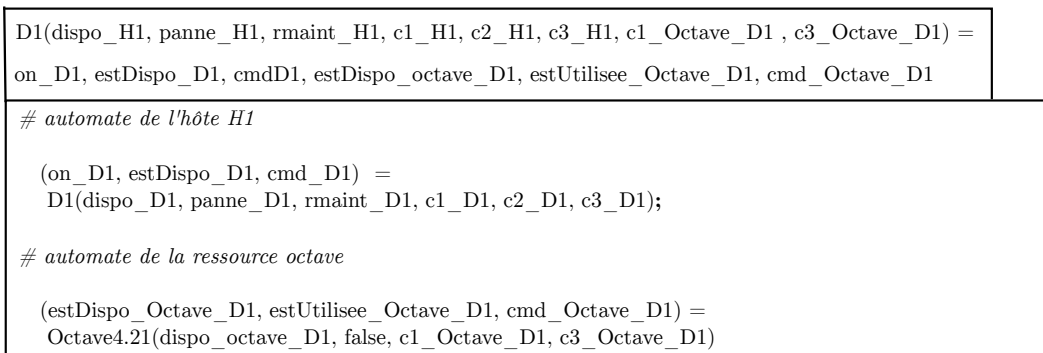 D1(dispo_H1, panne_H1, rmaint_H1, c1_H1, c2_H1, c3_H1, c1_Octave_D1 , c3_Octave_D1) =
on_D1, estDispo_D1, cmdD1, estDispo_octave_D1, estUtilisee_Octave_D1, cmd_Octave_D1
# automate de l'hôte H1
(on_D1, estDispo_D1, cmd_D1) =
D1(dispo_D1, panne_D1, rmaint_D1, c1_D1, c2_D1, c3_D1);
# automate de la ressource octave
(estDispo_Octave_D1, estUtilisee_Octave_D1, cmd_Octave_D1) =
Octave4.21(dispo_octave_D1, false, c1_Octave_D1, c3_Octave_D1)